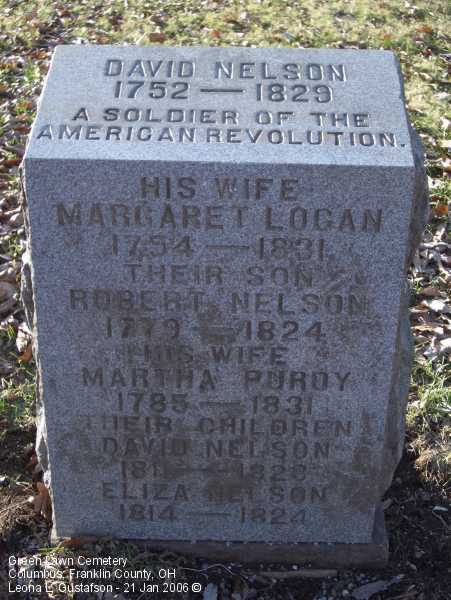 DAVID NELSON
1752 — 1829
A SOLDIER OF THE
AMERICAN REVOLUTION.
HIS WIFE
MARGARET LOGAN
1754 — 1831
THEIR SON
ROBERT NELSON
1779 — 1824
HIS WIFE
MARTHA PURDY
1785 — 1831
THEIR CHILDREN
DAVID NELSON
ELIZA NELSON
1814 — 1824
Green Lawn Cemetery
Columbus, Franklin County, OH
Leona L. Gustafson - 21 Jan 2006 ©